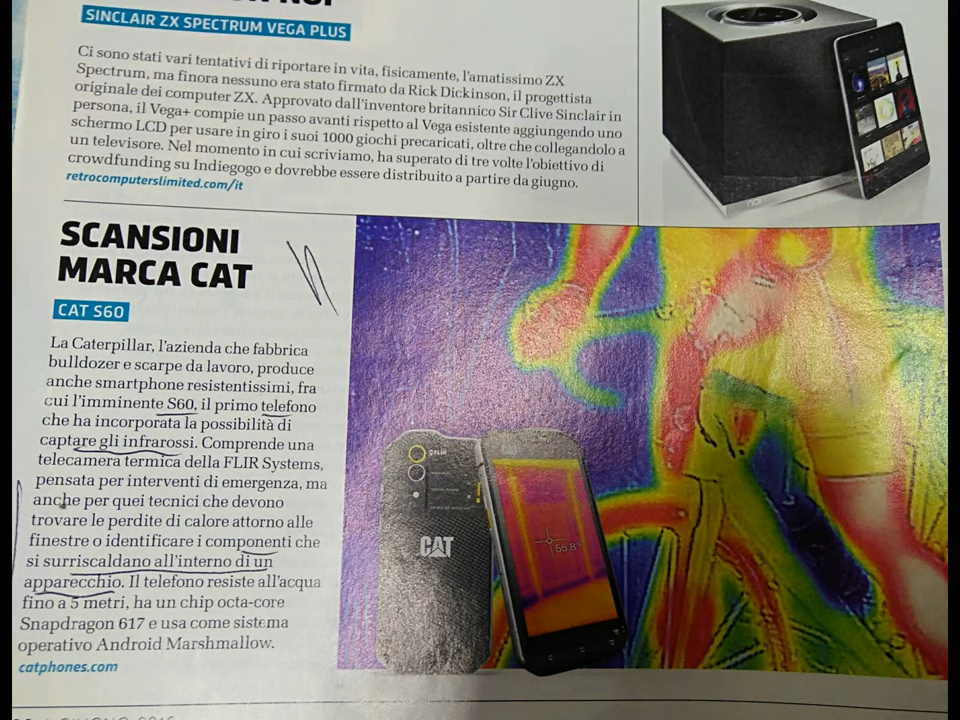 SINCLAIR ZX SPECTRUM VEGA PLUS
Ci sono stati vari tentativi di riportare in vita, fisicamente, l'amatissimo ZX
Spectrum, ma finora nessuno era stato firmato da Rick Dickinson, il progettista
originale dei computer ZX. Approvato dall'inventore britannico Sir Clive Sinclair in
persona, il Vega+ compie un passo avanti rispetto al Vega esistente aggiungendo uno
schermo LCD per usare in giro i suoi 1000 giochi precaricati, oltre che collegandolo a
un televisore. Nel momento in cui scriviamo, ha superato di tre volte l'obiettivo di
crowdfunding su Indiegogo e dovrebbe essere distribuito a partire da giugno.
retrocomputerslimited.com/it
SCANSIONI
MARCA CAT
CAT S60
La Caterpillar, l'azienda che fabbrica
bulldozer e scarpe da lavoro, produce
anche smartphone resistentissimi, fra
cui l'imminente S60, il primo telefono
che ha incorporata la possibilità di
captare gli infrarossi. Comprende una
telecamera termica della FLIR Systems,
pensata per interventi di emergenza, ma
anche per quei tecnici che devono
trovare le perdite di calore attorno alle
finestre o identificare i componenti che
si surriscaldano all'interno di un
apparecchio. Il telefono resiste all'acqua
fino a 5 metri, ha un chip octa-core
Snapdragon 617 e usa come sistema
operativo Android Marshmallow.
catphones.com
FLIR
CAT
55.8